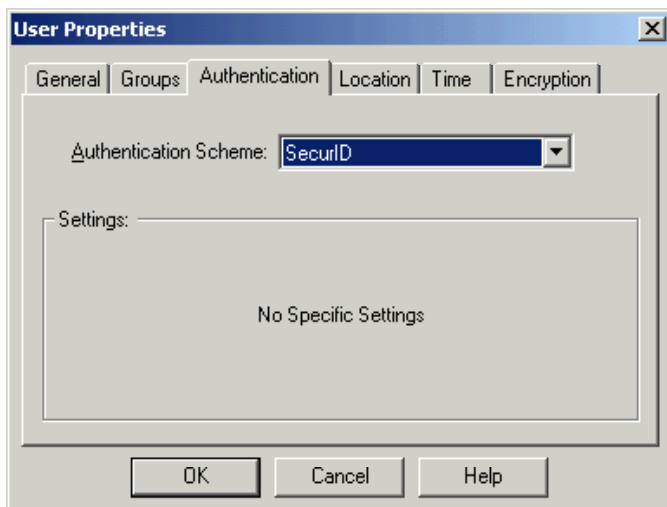 User Properties
General Groups Authentication Location Time Encryption
Authentication Scheme: SecurID
Settings:
No Specific Settings
OK Cancel Help